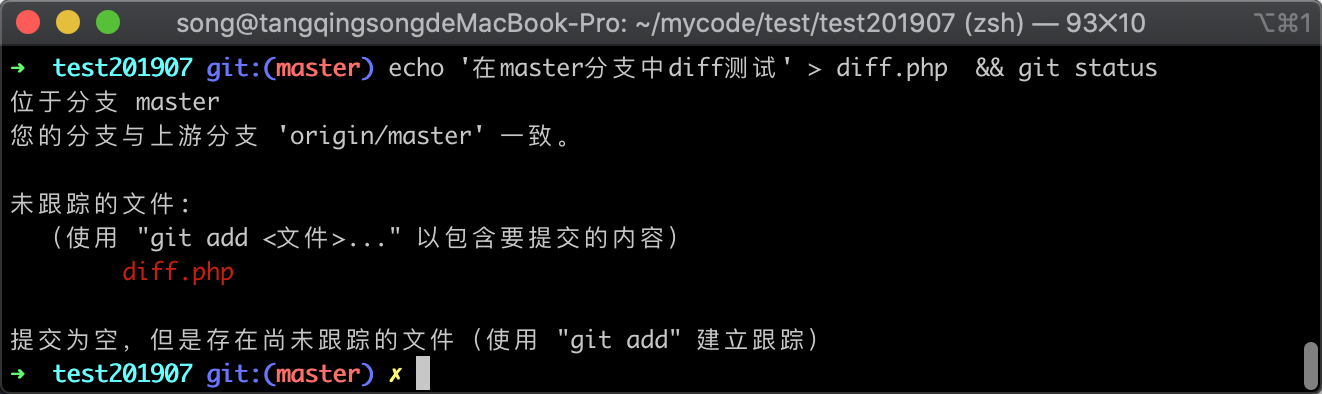 song@tangqingsongdeMacBook-Pro: ~/mycode/test/test201907 (zsh) — 93×10 ⌥⌘1
➜ test201907 git:(master) echo '在master分支中diff测试' > diff.php  && git status
位于分支 master
您的分支与上游分支 'origin/master' 一致。
未跟踪的文件:
（使用 "git add <文件>..." 以包含要提交的内容）
diff.php
提交为空，但是存在尚未跟踪的文件（使用 "git add" 建立跟踪）
➜ test201907 git:(master) ✗